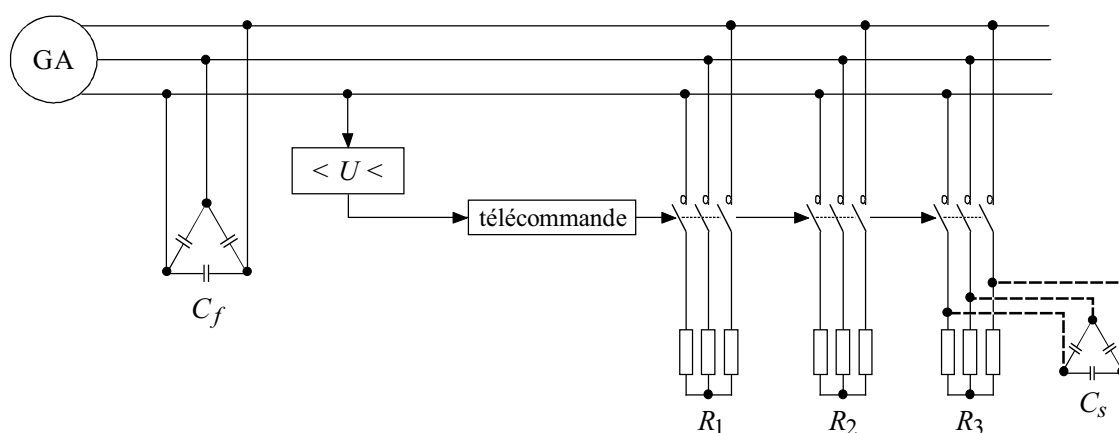 GA
< U <
télécommande
C_f
R_1
R_2
R_3
C_s